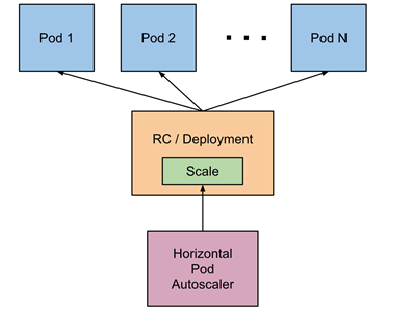 Pod 1
Pod 2
Pod N
RC / Deployment
Scale
Horizontal
Pod
Autoscaler